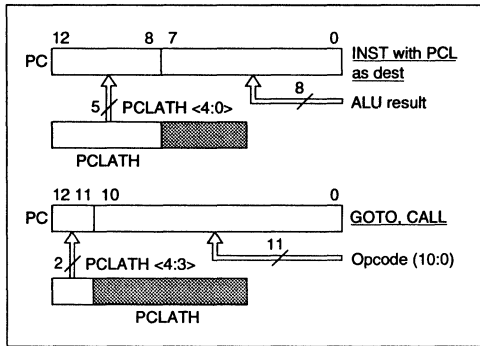 12 8 7 0
PC INST with PCL
as dest
8
5 PCLATH <4:0> ALU result
PCLATH
12 11 10 0
PC GOTO, CALL
11
2 PCLATH <4:3> Opcode (10:0)
PCLATH